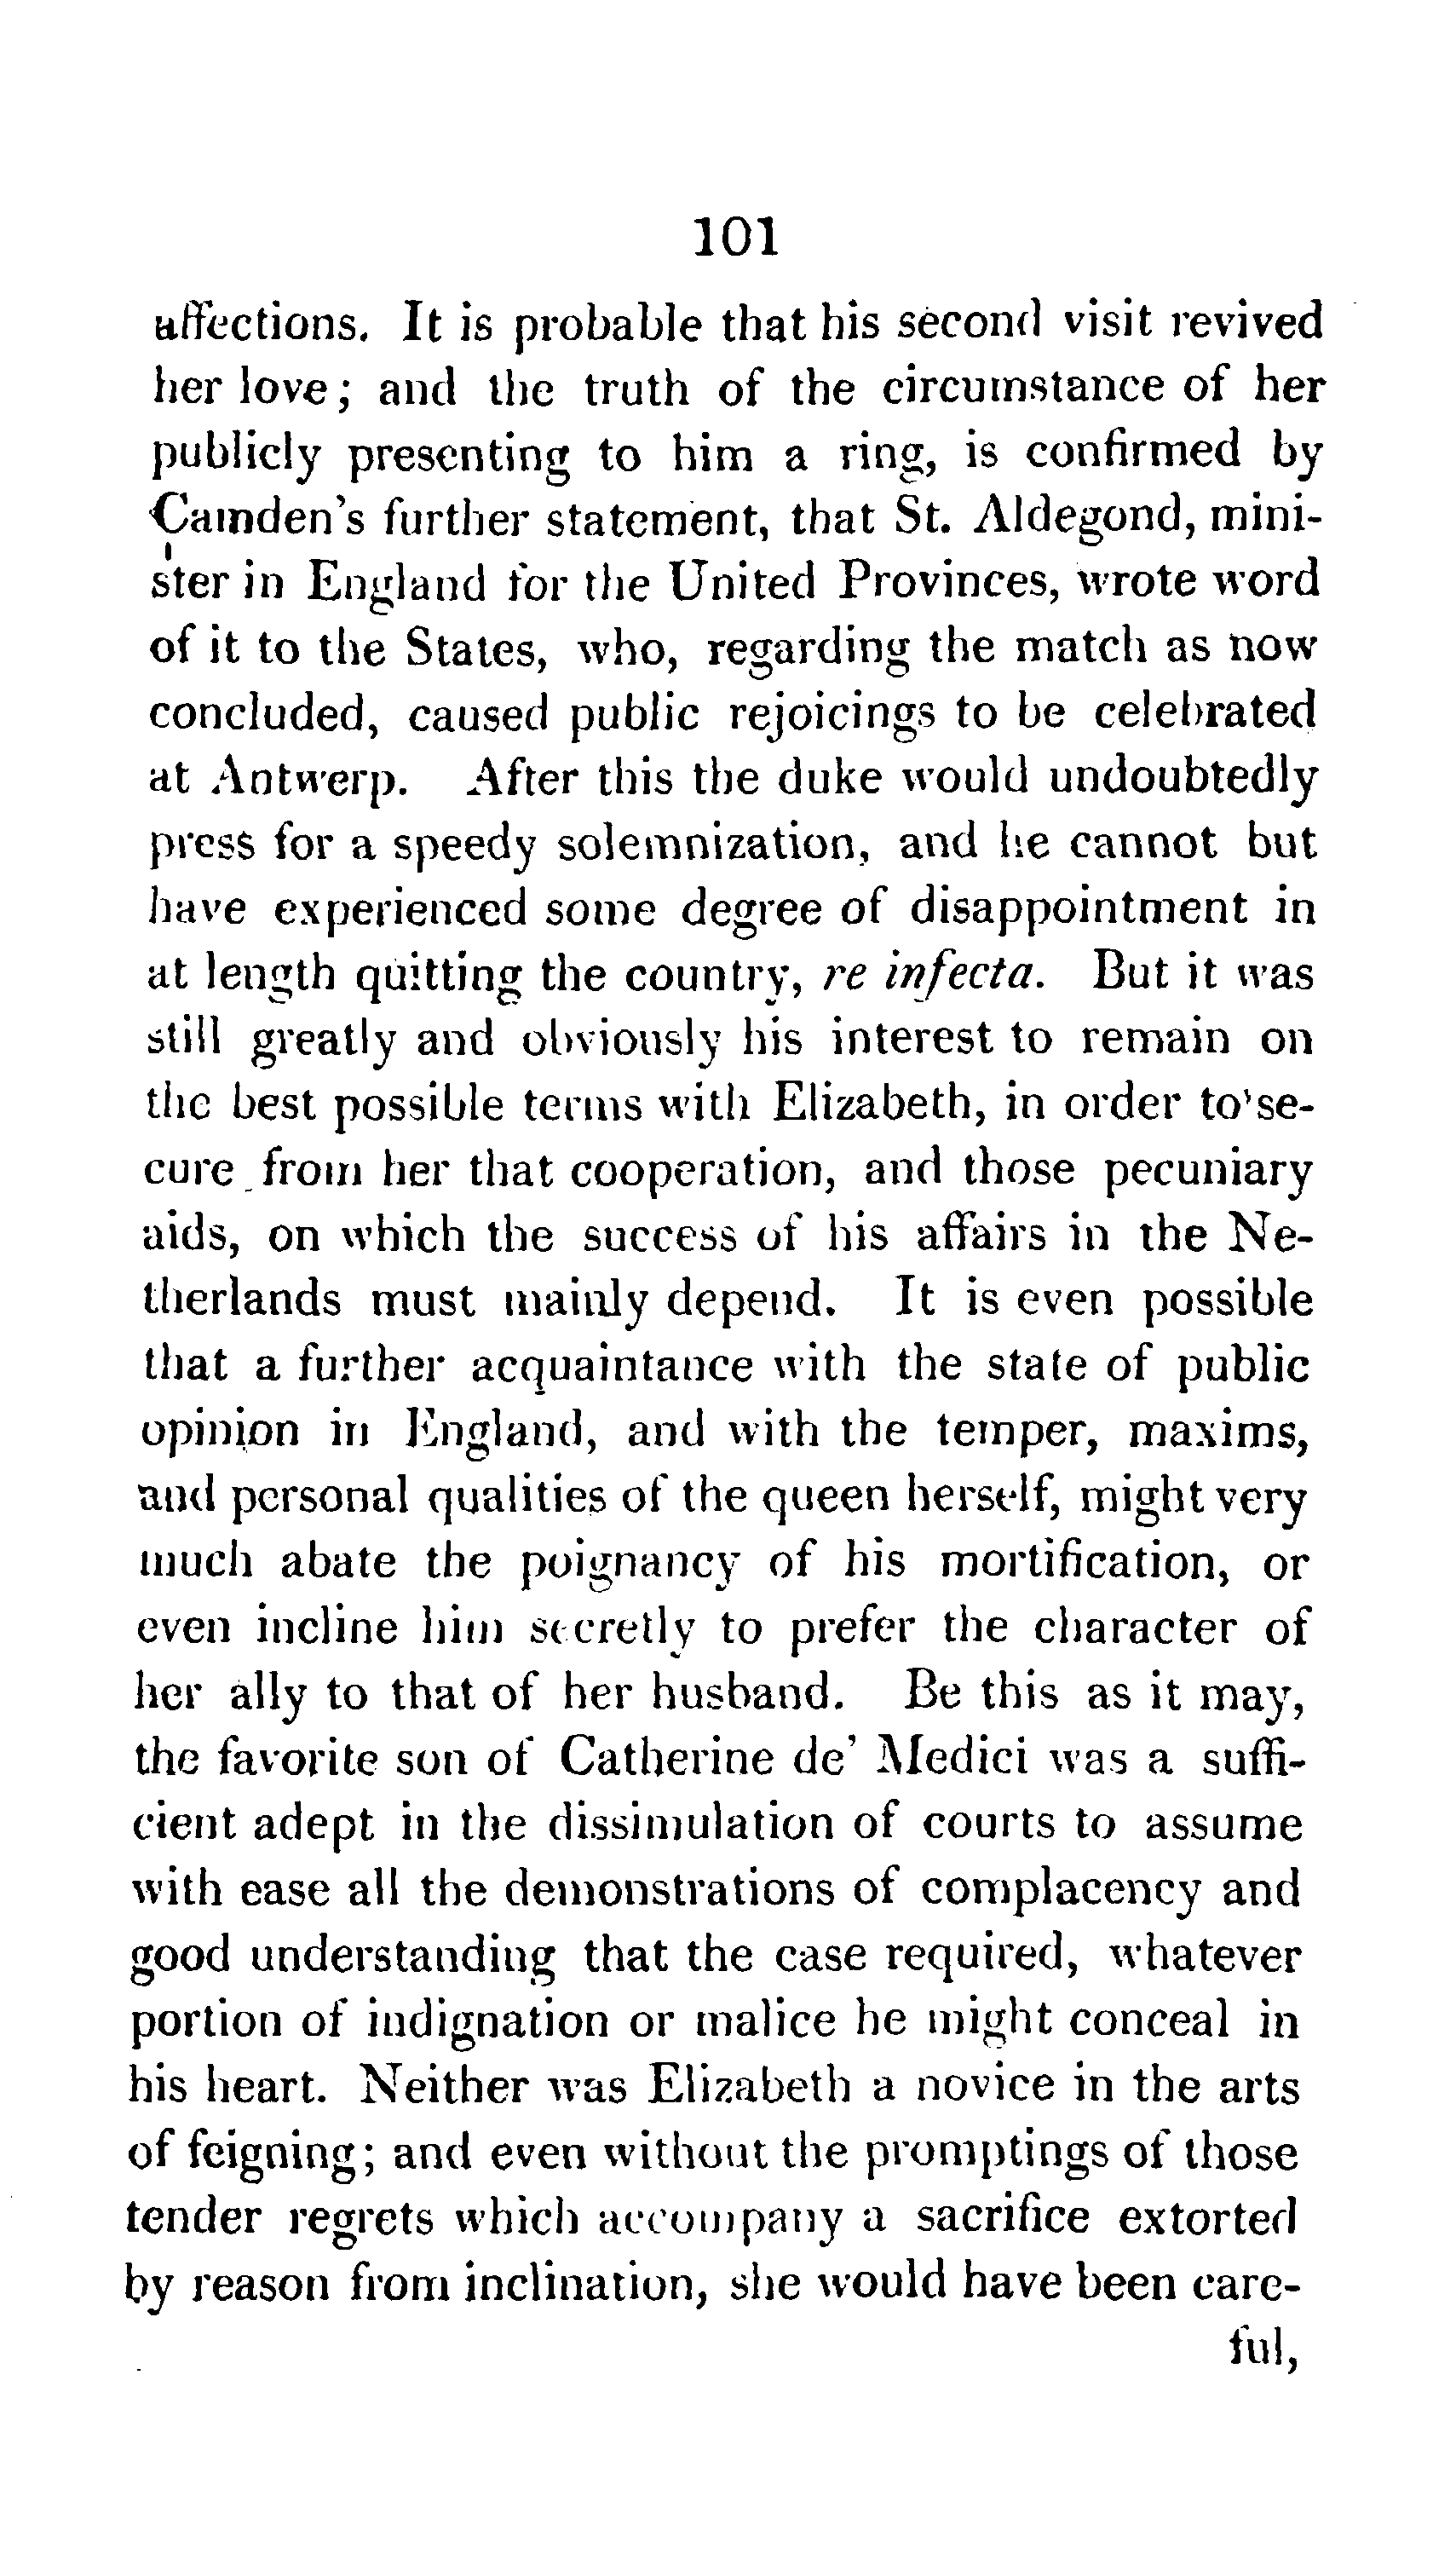 101
affections. It is probable that his second visit revived
her love; and the truth of the circumstance of her
publicly presenting to him a ring, is confirmed by
Camden's further statement, that St. Aldegond, mini-
ster in England for the United Provinces, wrote word
of it to the States, who, regarding the match as now
concluded, caused public rejoicings to be celebrated
at Antwerp. After this the duke would undoubtedly
press for a speedy solemnization, and he cannot but
have experienced some degree of disappointment in
at length quitting the country, re infecta. But it was
still greatly and obviously his interest to remain on
the best possible terms with Elizabeth, in order to se-
cure from her that cooperation, and those pecuniary
aids, on which the success of his affairs in the Ne-
therlands must mainly depend. It is even possible
that a further acquaintance with the state of public
opinion in England, and with the temper, maxims,
and personal qualities of the queen herself, might very
much abate the poignancy of his mortification, or
even incline him secretly to prefer the character of
her ally to that of her husband. Be this as it may,
the favorite son of Catherine de' Medici was a suffi-
cient adept in the dissimulation of courts to assume
with ease all the demonstrations of complacency and
good understanding that the case required, whatever
portion of indignation or malice he might conceal in
his heart. Neither was Elizabeth a novice in the arts
of feigning; and even without the promptings of those
tender regrets which accompany a sacrifice extorted
by reason from inclination, she would have been care-
ful,